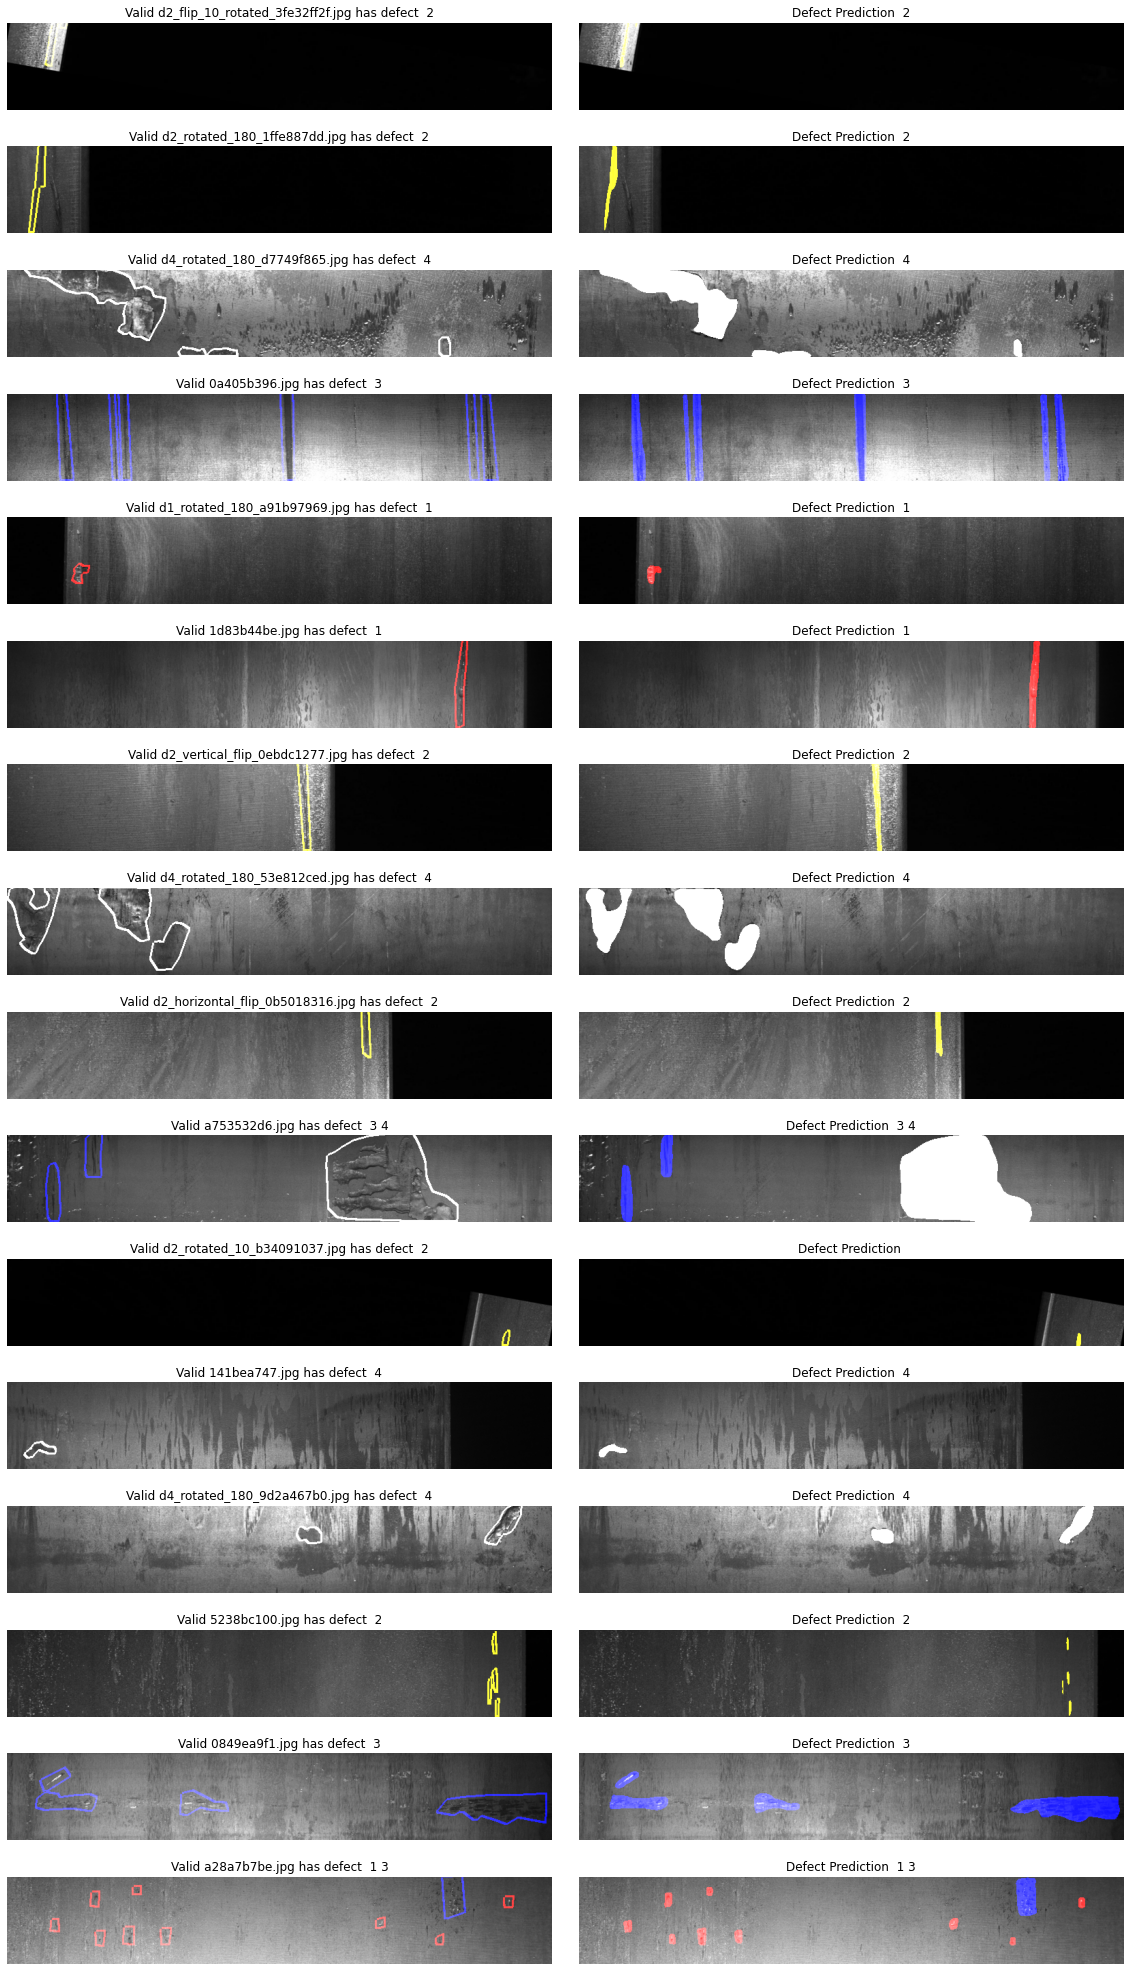 Valid d2_flip_10_rotated_3fe32ff2f.jpg has defect  2
Defect Prediction  2
Valid d2_rotated_180_1ffe887dd.jpg has defect  2
Defect Prediction  2
Valid d4_rotated_180_d7749f865.jpg has defect  4
Defect Prediction  4
Valid 0a405b396.jpg has defect  3
Defect Prediction  3
Valid d1_rotated_180_a91b97969.jpg has defect  1
Defect Prediction  1
Valid 1d83b44be.jpg has defect  1
Defect Prediction  1
Valid d2_vertical_flip_0ebdc1277.jpg has defect  2
Defect Prediction  2
Valid d4_rotated_180_53e812ced.jpg has defect  4
Defect Prediction  4
Valid d2_horizontal_flip_0b5018316.jpg has defect  2
Defect Prediction  2
Valid a753532d6.jpg has defect  3 4
Defect Prediction  3 4
Valid d2_rotated_10_b34091037.jpg has defect  2
Defect Prediction
Valid 141bea747.jpg has defect  4
Defect Prediction  4
Valid d4_rotated_180_9d2a467b0.jpg has defect  4
Defect Prediction  4
Valid 5238bc100.jpg has defect  2
Defect Prediction  2
Valid 0849ea9f1.jpg has defect  3
Defect Prediction  3
Valid a28a7b7be.jpg has defect  1 3
Defect Prediction  1 3